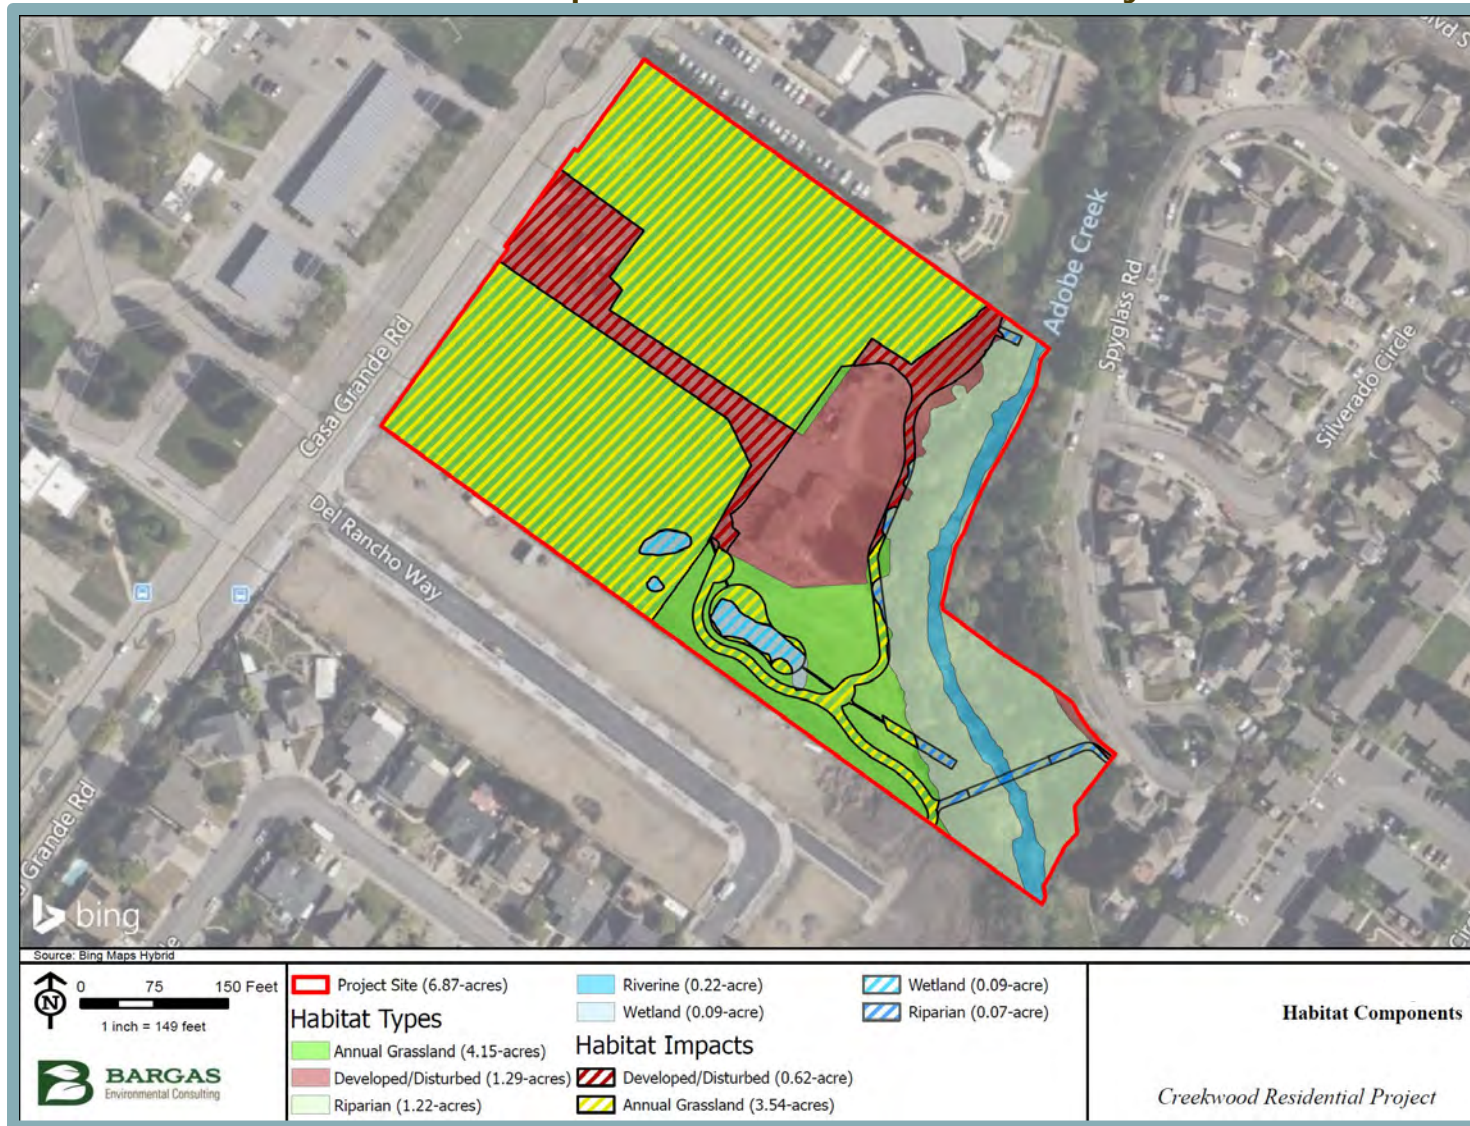 Blvd S
Adobe Creek
Spyglass Rd
Silverado Circle
Casa Grande Rd
Del Rancho Way
Grande Rd
bing
Source: Bing Maps Hybrid
N
0 75 150 Feet
1 inch = 149 feet
BARGAS
Environmental Consulting
Project Site (6.87-acres)
Habitat Types
Annual Grassland (4.15-acres)
Developed/Disturbed (1.29-acres)
Riparian (1.22-acres)
Riverine (0.22-acre)
Wetland (0.09-acre)
Habitat Impacts
Developed/Disturbed (0.62-acre)
Annual Grassland (3.54-acres)
Wetland (0.09-acre)
Riparian (0.07-acre)
Habitat Components
Creekwood Residential Project